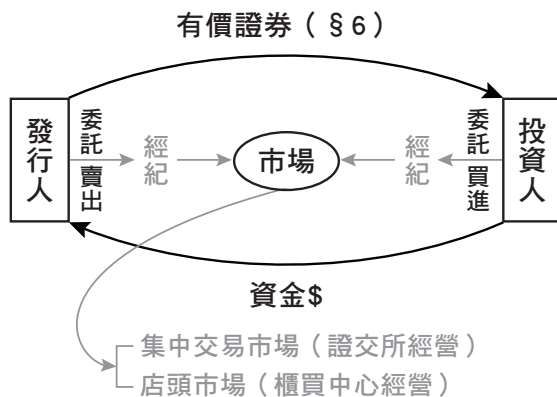 有價證券（§6）
發行人
委託
賣出
經紀
市場
經紀
委託
買進
投資人
資金$
集中交易市場（證交所經營）
店頭市場（櫃買中心經營）